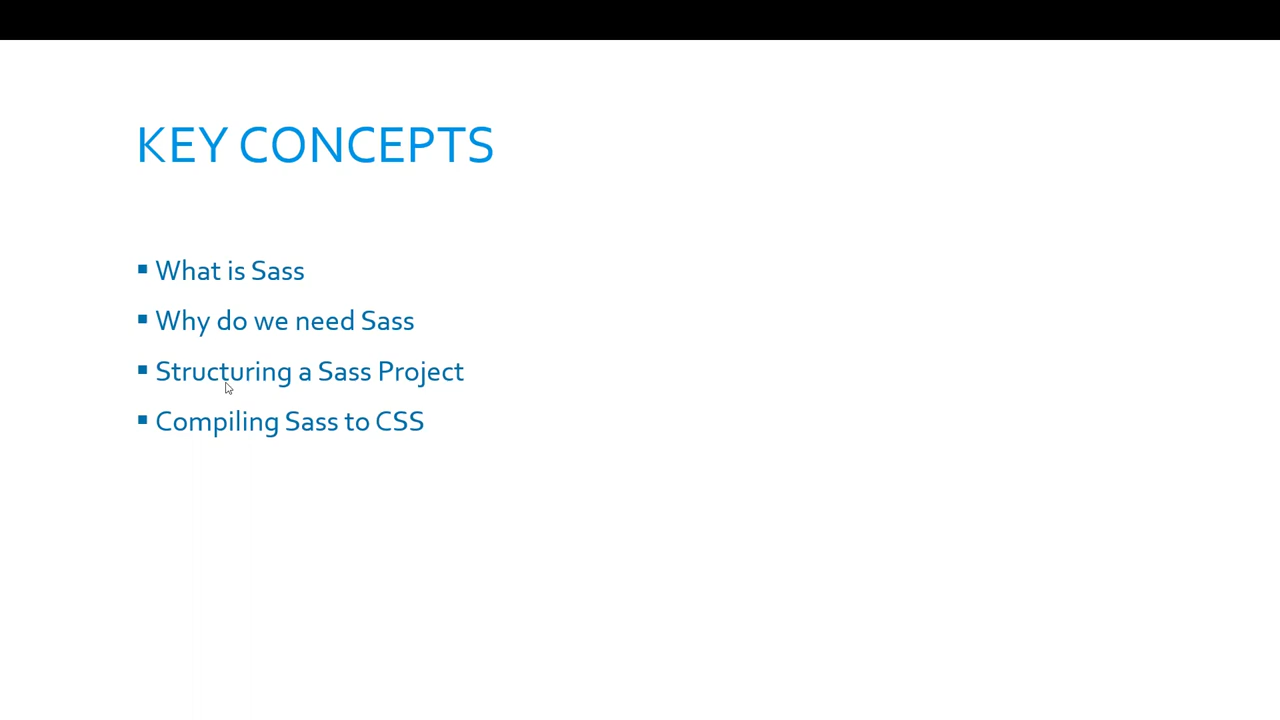 KEY CONCEPTS
▪ What is Sass
▪ Why do we need Sass
▪ Structuring a Sass Project
▪ Compiling Sass to CSS